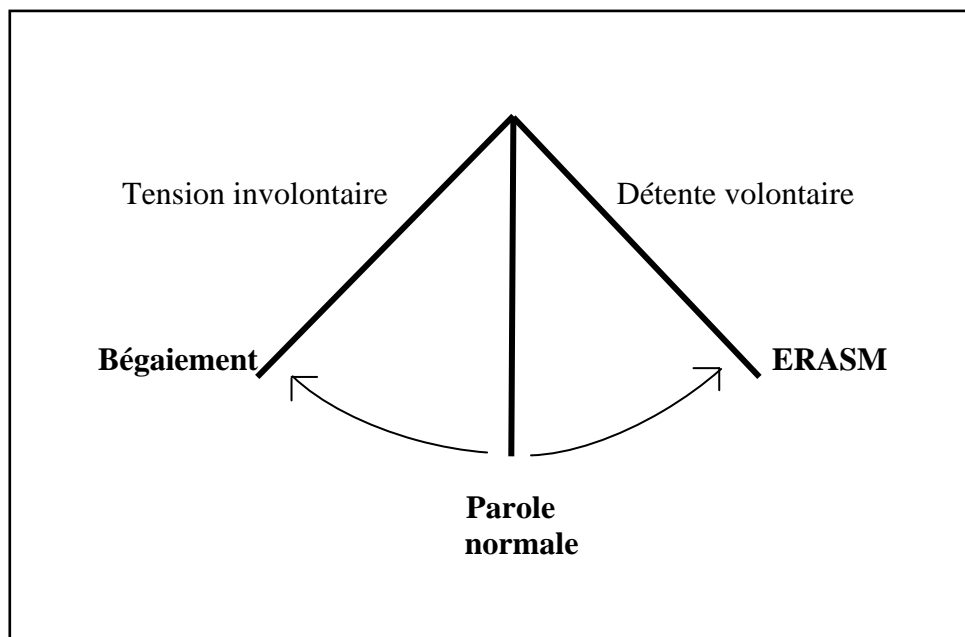 Tension involontaire
Détente volontaire
Bégaiement
ERASM
Parole
normale